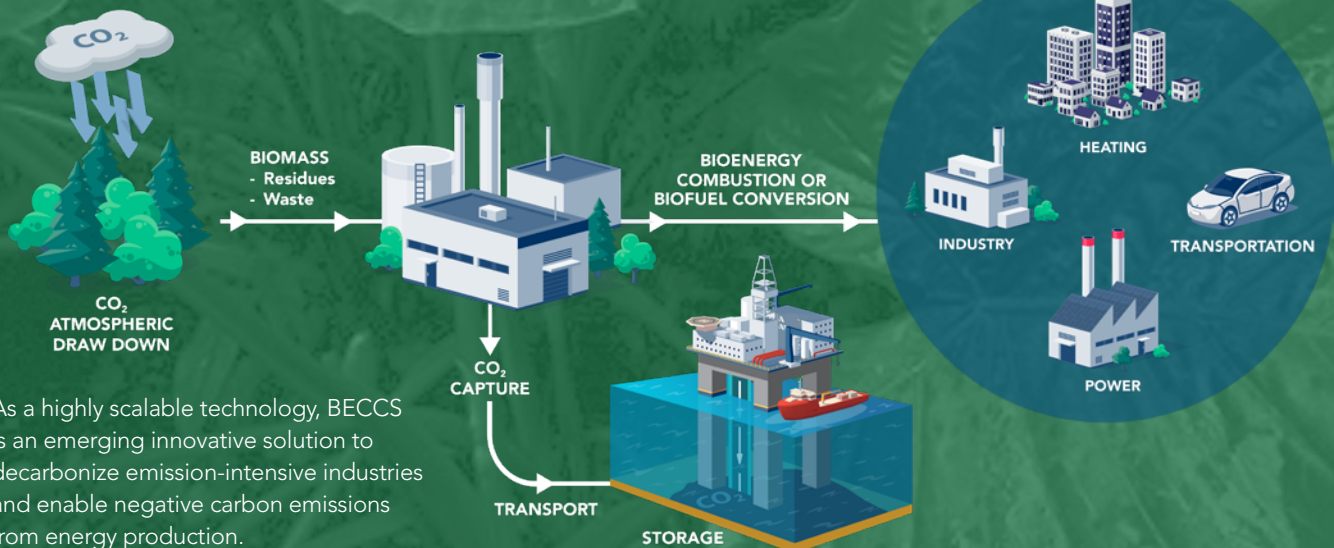 CO₂
CO₂
ATMOSPHERIC
DRAW DOWN
BIOMASS
- Residues
- Waste
BIOENERGY
COMBUSTION OR
BIOFUEL CONVERSION
HEATING
INDUSTRY
TRANSPORTATION
POWER
CO₂
CAPTURE
TRANSPORT
CO₂
STORAGE
As a highly scalable technology, BECCS
is an emerging innovative solution to
decarbonize emission-intensive industries
and enable negative carbon emissions
from energy production.